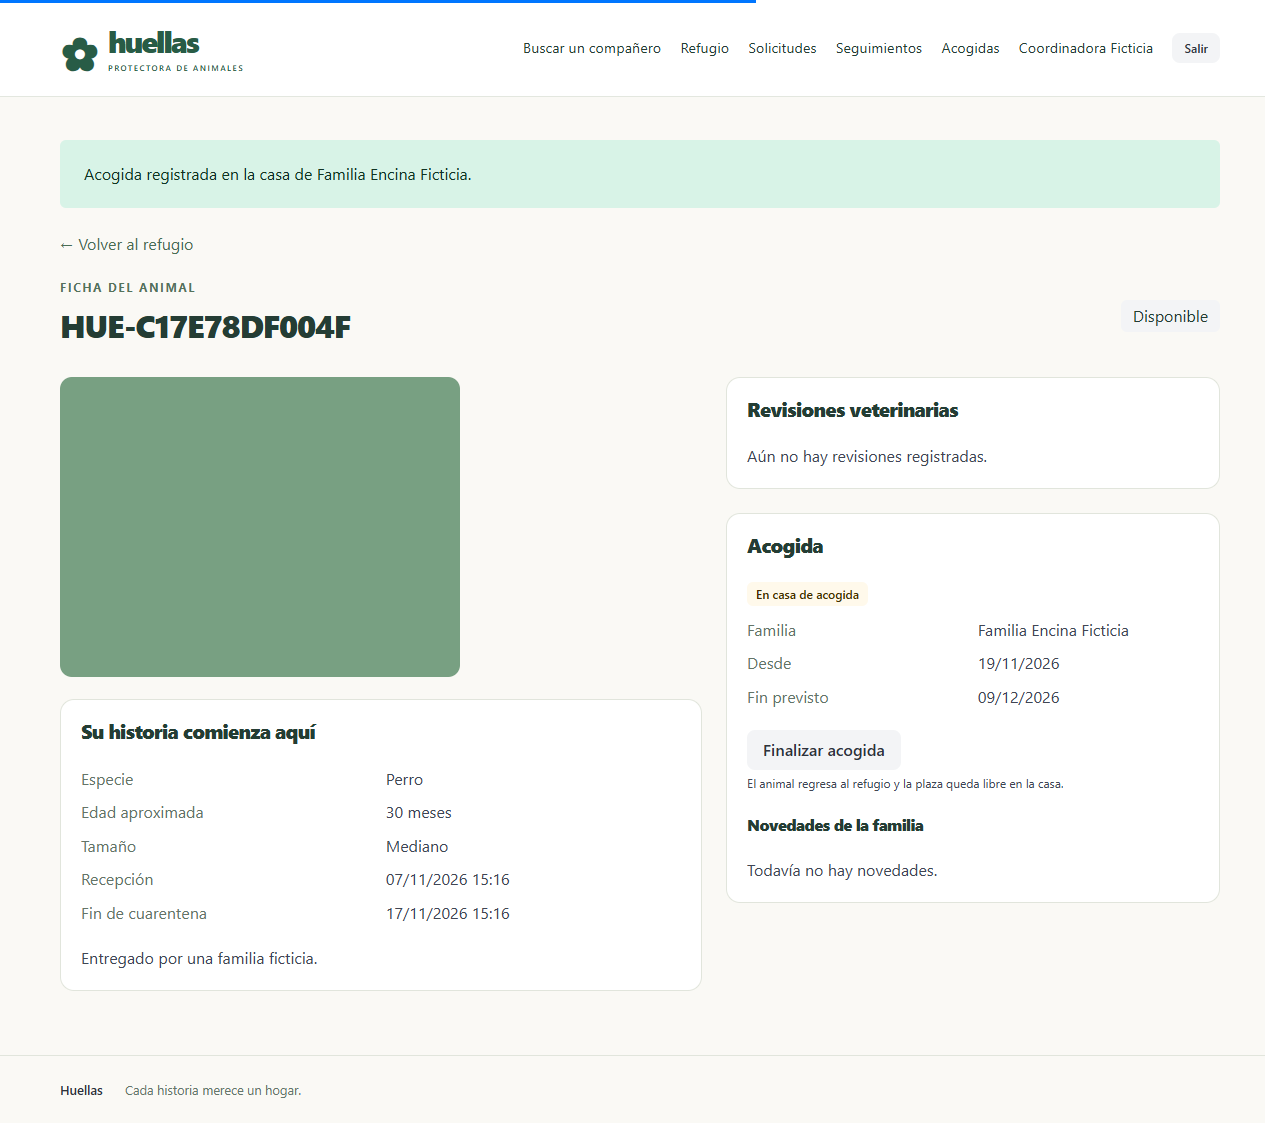 huellas
PROTECTORA DE ANIMALES
Buscar un compañero
Refugio
Solicitudes
Seguimientos
Acogidas
Coordinadora Ficticia
Salir
Acogida registrada en la casa de Familia Encina Ficticia.
← Volver al refugio
FICHA DEL ANIMAL
HUE-C17E78DF004F
Disponible
Su historia comienza aquí
Especie Perro
Edad aproximada 30 meses
Tamaño Mediano
Recepción 07/11/2026 15:16
Fin de cuarentena 17/11/2026 15:16
Entregado por una familia ficticia.
Revisiones veterinarias
Aún no hay revisiones registradas.
Acogida
En casa de acogida
Familia Familia Encina Ficticia
Desde 19/11/2026
Fin previsto 09/12/2026
Finalizar acogida
El animal regresa al refugio y la plaza queda libre en la casa.
Novedades de la familia
Todavía no hay novedades.
Huellas Cada historia merece un hogar.